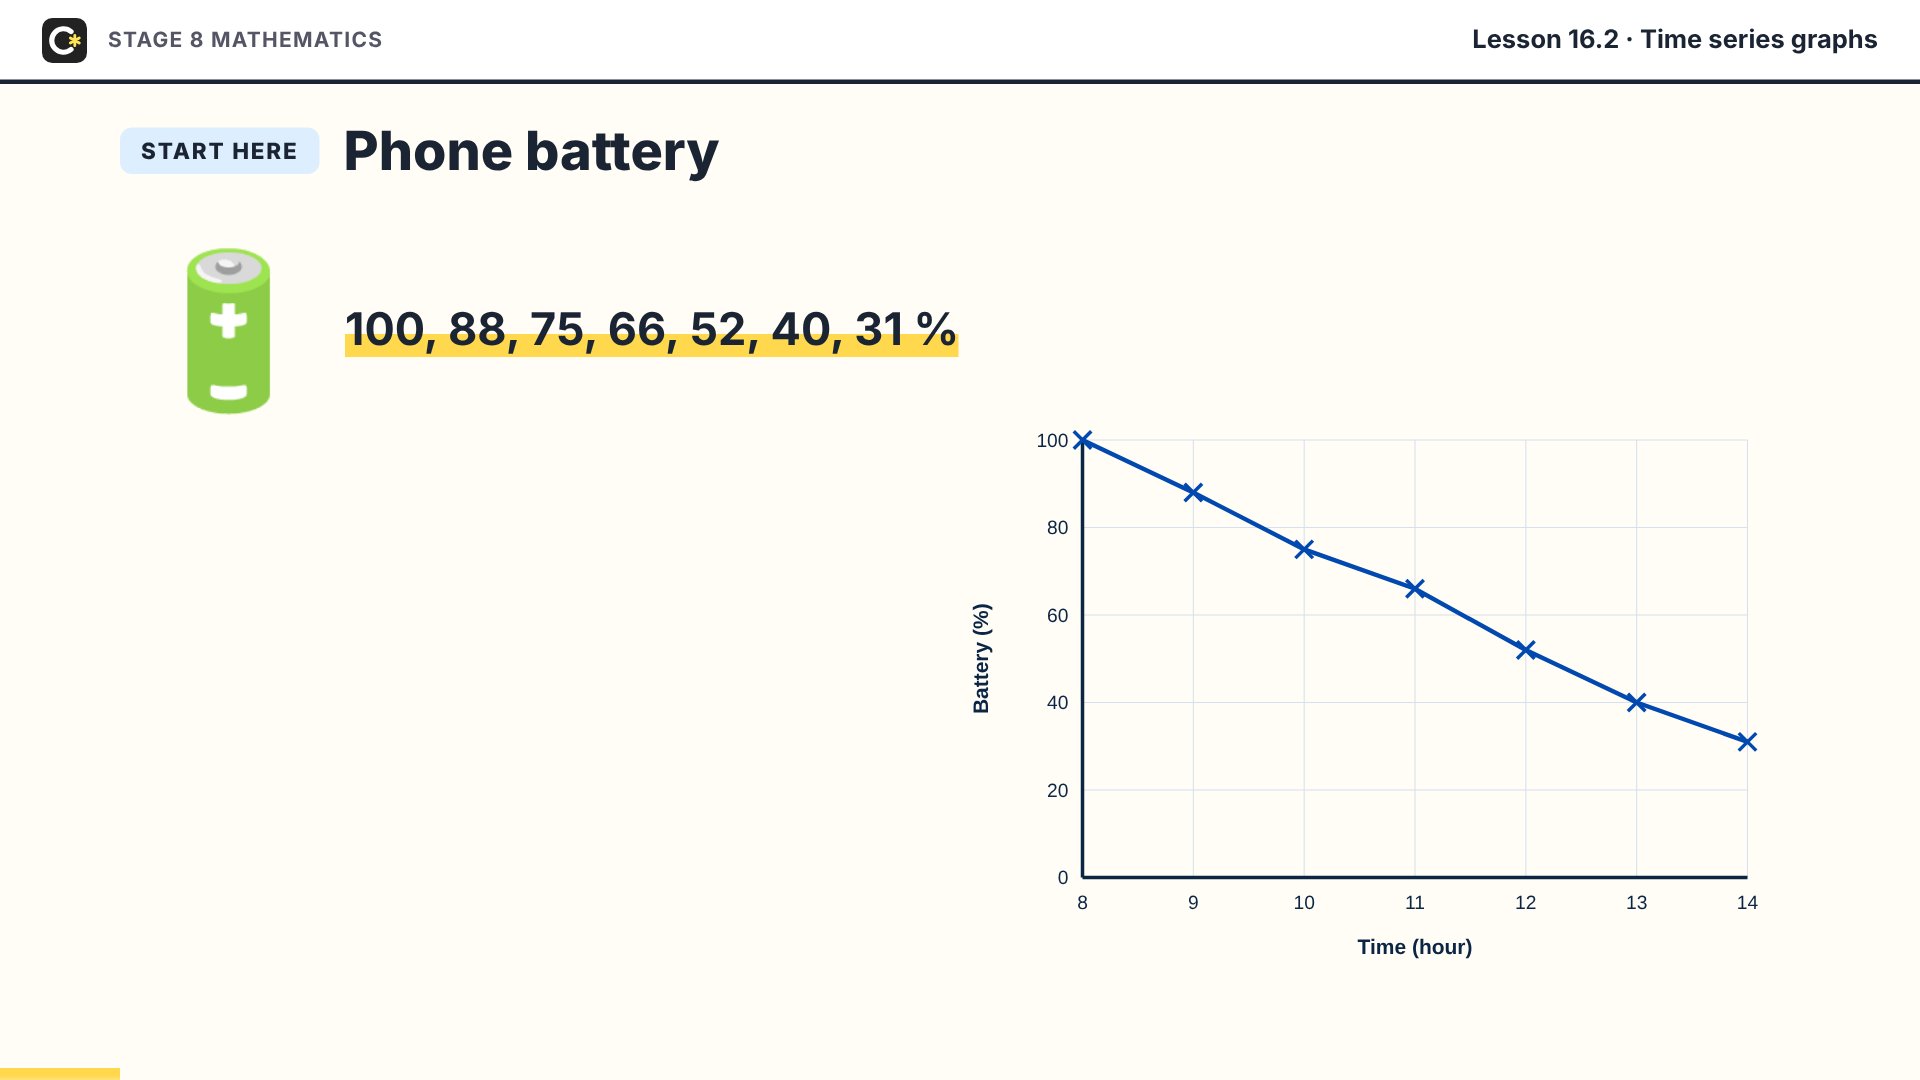 STAGE 8 MATHEMATICS
Lesson 16.2 · Time series graphs
START HERE
Phone battery
100, 88, 75, 66, 52, 40, 31 %
100
80
60
40
20
0
Battery (%)
8 9 10 11 12 13 14
Time (hour)